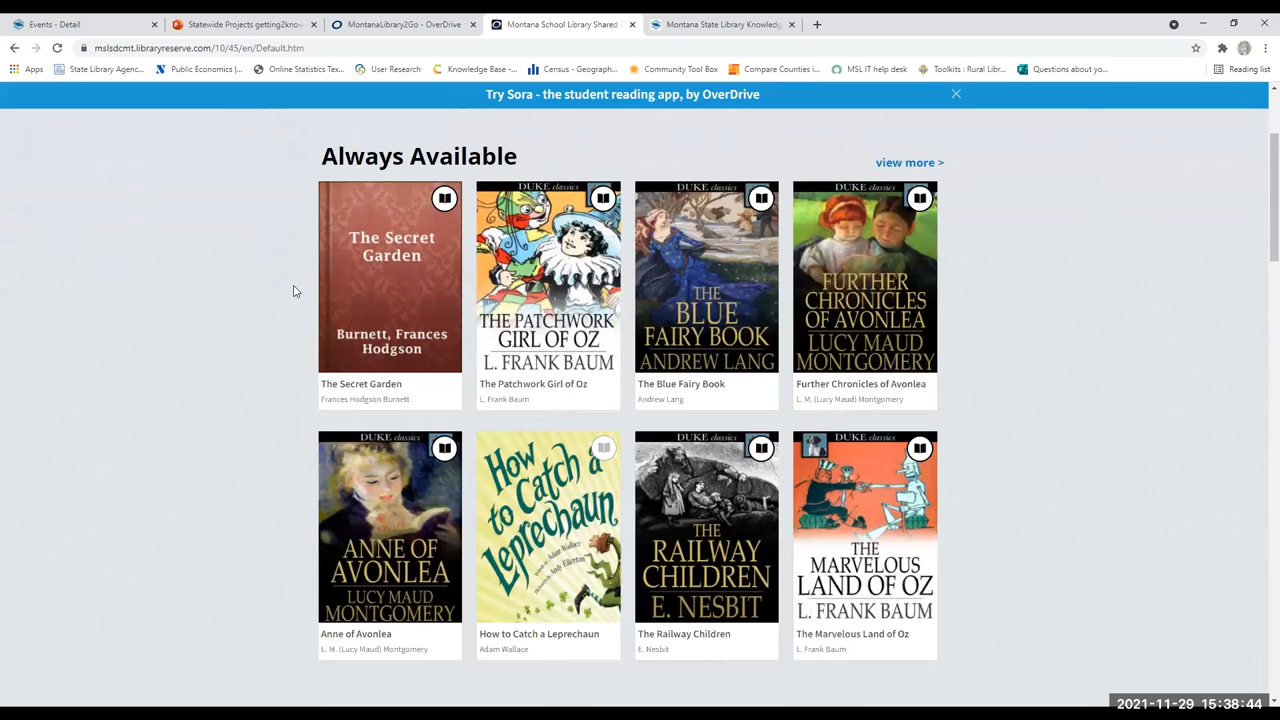 Events - Detail
Statewide Projects getting2know
MontanaLibrary2Go - OverDrive
Montana School Library Shared
Montana State Library Knowledg
mslsdcmt.libraryreserve.com/10/45/en/Default.htm
Apps
State Library Agenc...
Public Economics |...
Online Statistics Tex...
User Research
Knowledge Base -...
Census - Geograph...
Community Tool Box
Compare Counties i...
MSL IT help desk
Toolkits : Rural Libr...
Questions about yo...
Reading list
Try Sora - the student reading app, by OverDrive
Always Available
view more >
The Secret
Garden
Burnett, Frances
Hodgson
The Secret Garden
Frances Hodgson Burnett
DUKE classics
THE PATCHWORK
GIRL OF OZ
L. FRANK BAUM
The Patchwork Girl of Oz
L. Frank Baum
DUKE classics
THE
BLUE
FAIRY BOOK
ANDREW LANG
The Blue Fairy Book
Andrew Lang
DUKE classics
FURTHER
CHRONICLES
OF AVONLEA
LUCY MAUD
MONTGOMERY
Further Chronicles of Avonlea
L. M. (Lucy Maud) Montgomery
DUKE classics
ANNE OF
AVONLEA
LUCY MAUD
MONTGOMERY
Anne of Avonlea
L. M. (Lucy Maud) Montgomery
How
to Catch a
Leprechaun
Adam Wallace
Andy Elkerton
How to Catch a Leprechaun
Adam Wallace
DUKE classics
THE
RAILWAY
CHILDREN
E. NESBIT
The Railway Children
E. Nesbit
DUKE classics
THE
MARVELOUS
LAND OF OZ
L. FRANK BAUM
The Marvelous Land of Oz
L. Frank Baum
2021-11-29 15:38:44